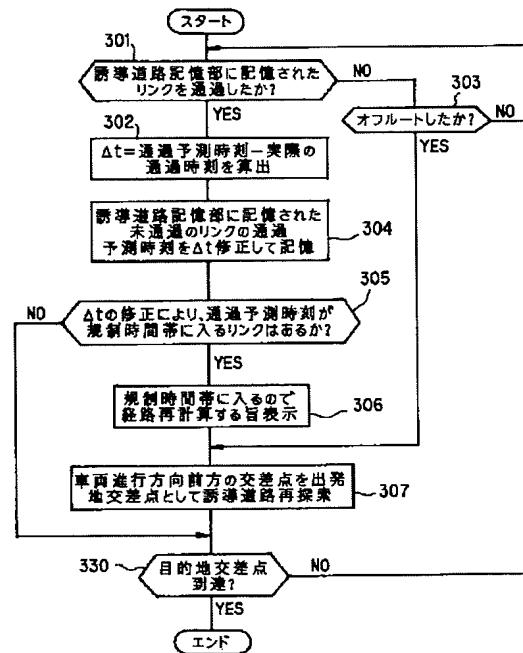 スタート
301
誘導道路記憶部に記憶された
リンクを通過したか?
NO
YES
303
オフルートしたか?
NO
YES
302
Δt=通過予測時刻−実際の
通過時刻を算出
誘導道路記憶部に記憶された
未通過のリンクの通過
予測時刻をΔt修正して記憶
304
NO
Δtの修正により、通過予測時刻が
規制時間帯に入るリンクはあるか?
305
YES
規制時間帯に入るので
経路再計算する旨表示
306
車両進行方向前方の交差点を出発
地交差点として誘導道路再探索
307
330
目的地交差点
到達?
NO
YES
エンド